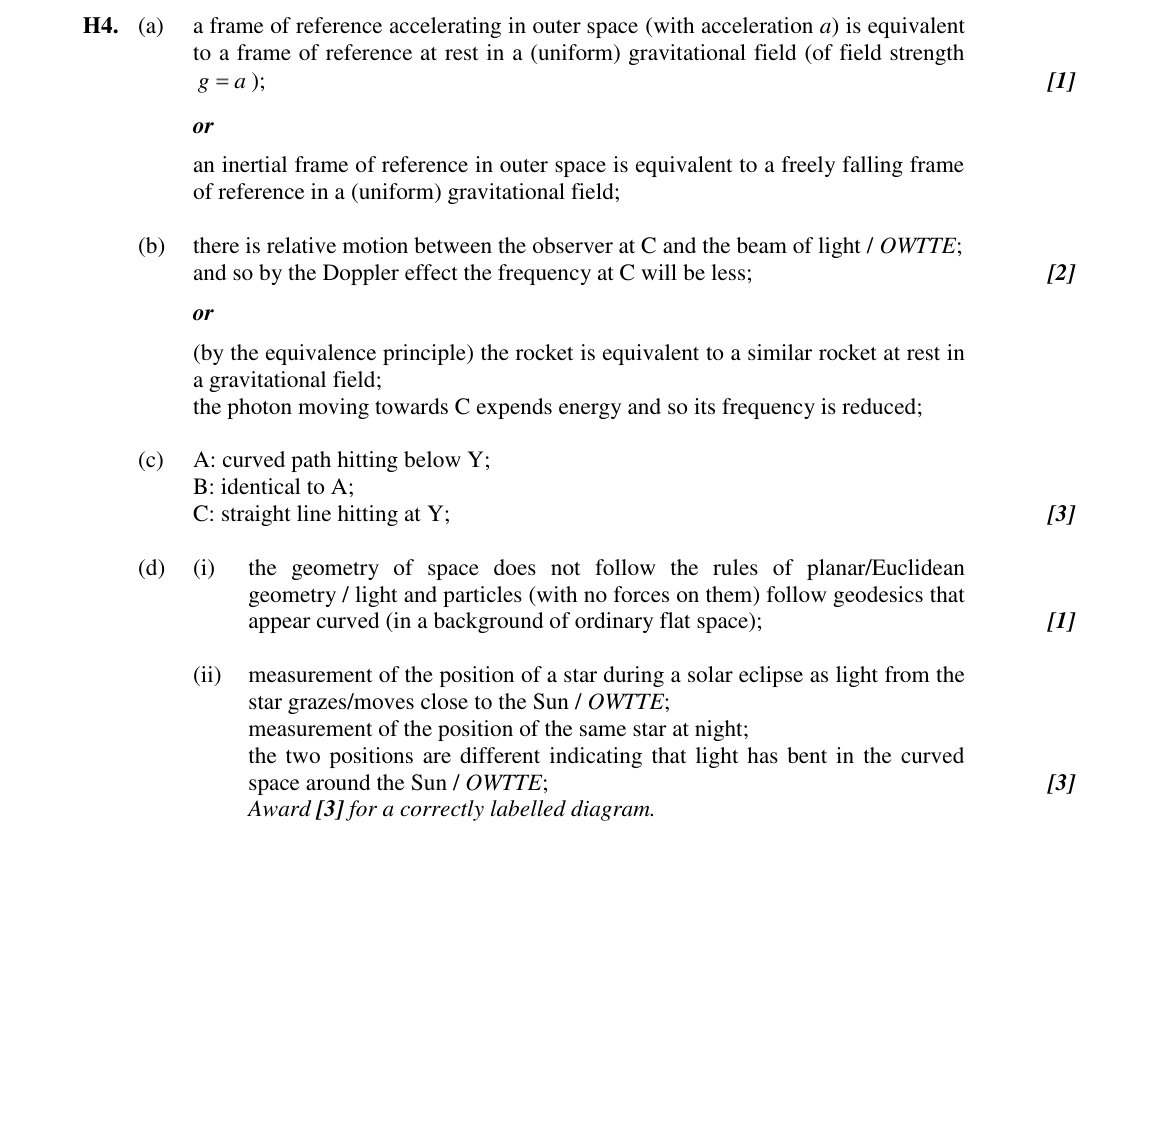 H4. (a) a frame of reference accelerating in outer space (with acceleration a) is equivalent
to a frame of reference at rest in a (uniform) gravitational field (of field strength
g = a ); [1]
or
an inertial frame of reference in outer space is equivalent to a freely falling frame
of reference in a (uniform) gravitational field;
(b) there is relative motion between the observer at C and the beam of light / OWTTE;
and so by the Doppler effect the frequency at C will be less; [2]
or
(by the equivalence principle) the rocket is equivalent to a similar rocket at rest in
a gravitational field;
the photon moving towards C expends energy and so its frequency is reduced;
(c) A: curved path hitting below Y;
B: identical to A;
C: straight line hitting at Y; [3]
(d) (i) the geometry of space does not follow the rules of planar/Euclidean
geometry / light and particles (with no forces on them) follow geodesics that
appear curved (in a background of ordinary flat space); [1]
(ii) measurement of the position of a star during a solar eclipse as light from the
star grazes/moves close to the Sun / OWTTE;
measurement of the position of the same star at night;
the two positions are different indicating that light has bent in the curved
space around the Sun / OWTTE; [3]
Award [3] for a correctly labelled diagram.